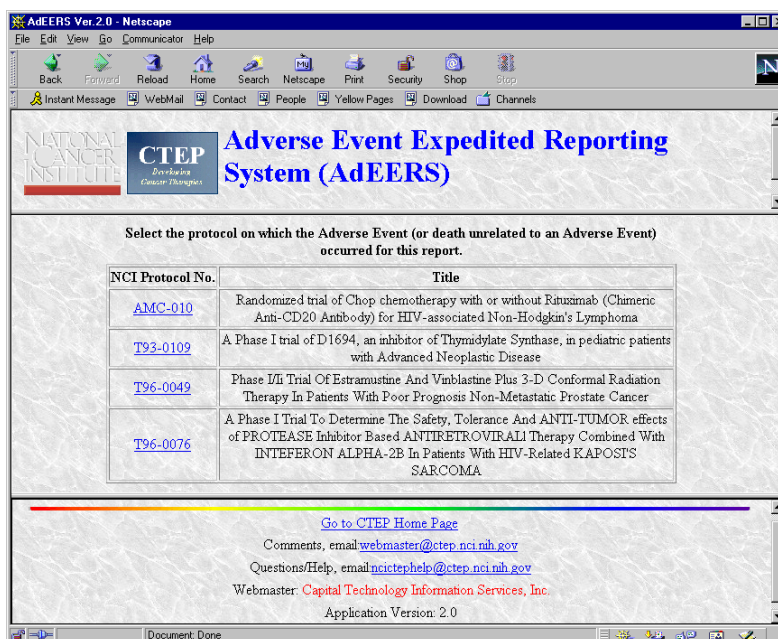 AdEERS Ver.2.0 - Netscape
File Edit View Go Communicator Help
Back Forward Reload Home Search Netscape Print Security Shop Stop
Instant Message WebMail Contact People Yellow Pages Download Channels
NATIONAL
CANCER
INSTITUTE
CTEP
Developing
Cancer Therapies
Adverse Event Expedited Reporting
System (AdEERS)
Select the protocol on which the Adverse Event (or death unrelated to an Adverse Event)
occurred for this report.
NCI Protocol No. Title
AMC-010 Randomized trial of Chop chemotherapy with or without Rituximab (Chimeric
Anti-CD20 Antibody) for HIV-associated Non-Hodgkin's Lymphoma
T93-0109 A Phase I trial of D1694, an inhibitor of Thymidylate Synthase, in pediatric patients
with Advanced Neoplastic Disease
T96-0049 Phase I/Ii Trial Of Estramustine And Vinblastine Plus 3-D Conformal Radiation
Therapy In Patients With Poor Prognosis Non-Metastatic Prostate Cancer
T96-0076 A Phase I Trial To Determine The Safety, Tolerance And ANTI-TUMOR effects
of PROTEASE Inhibitor Based ANTIRETROVIRAL1 Therapy Combined With
INTEFERON ALPHA-2B In Patients With HIV-Related KAPOSI'S
SARCOMA
Go to CTEP Home Page
Comments, email:webmaster@ctep.nci.nih.gov
Questions/Help, email:ncictephelp@ctep.nci.nih.gov
Webmaster: Capital Technology Information Services, Inc.
Application Version: 2.0
Document: Done